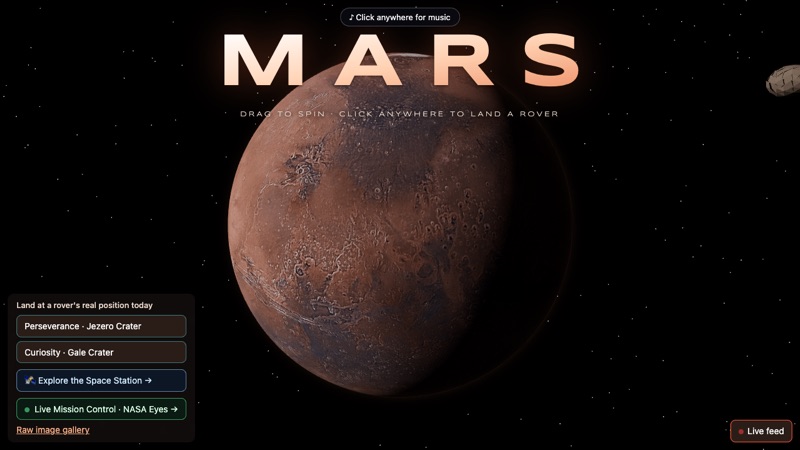 ♪ Click anywhere for music
MARS
DRAG TO SPIN · CLICK ANYWHERE TO LAND A ROVER
Land at a rover's real position today
Perseverance · Jezero Crater
Curiosity · Gale Crater
🛰️ Explore the Space Station →
Live Mission Control · NASA Eyes →
Raw image gallery
Live feed